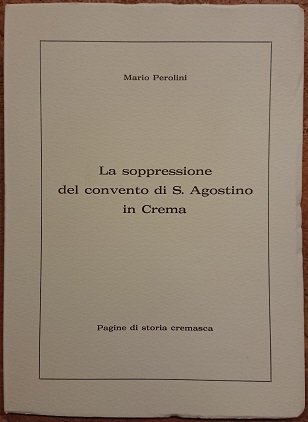 Mario Perolini
La soppressione
del convento di S. Agostino
in Crema
Pagine di storia cremasca